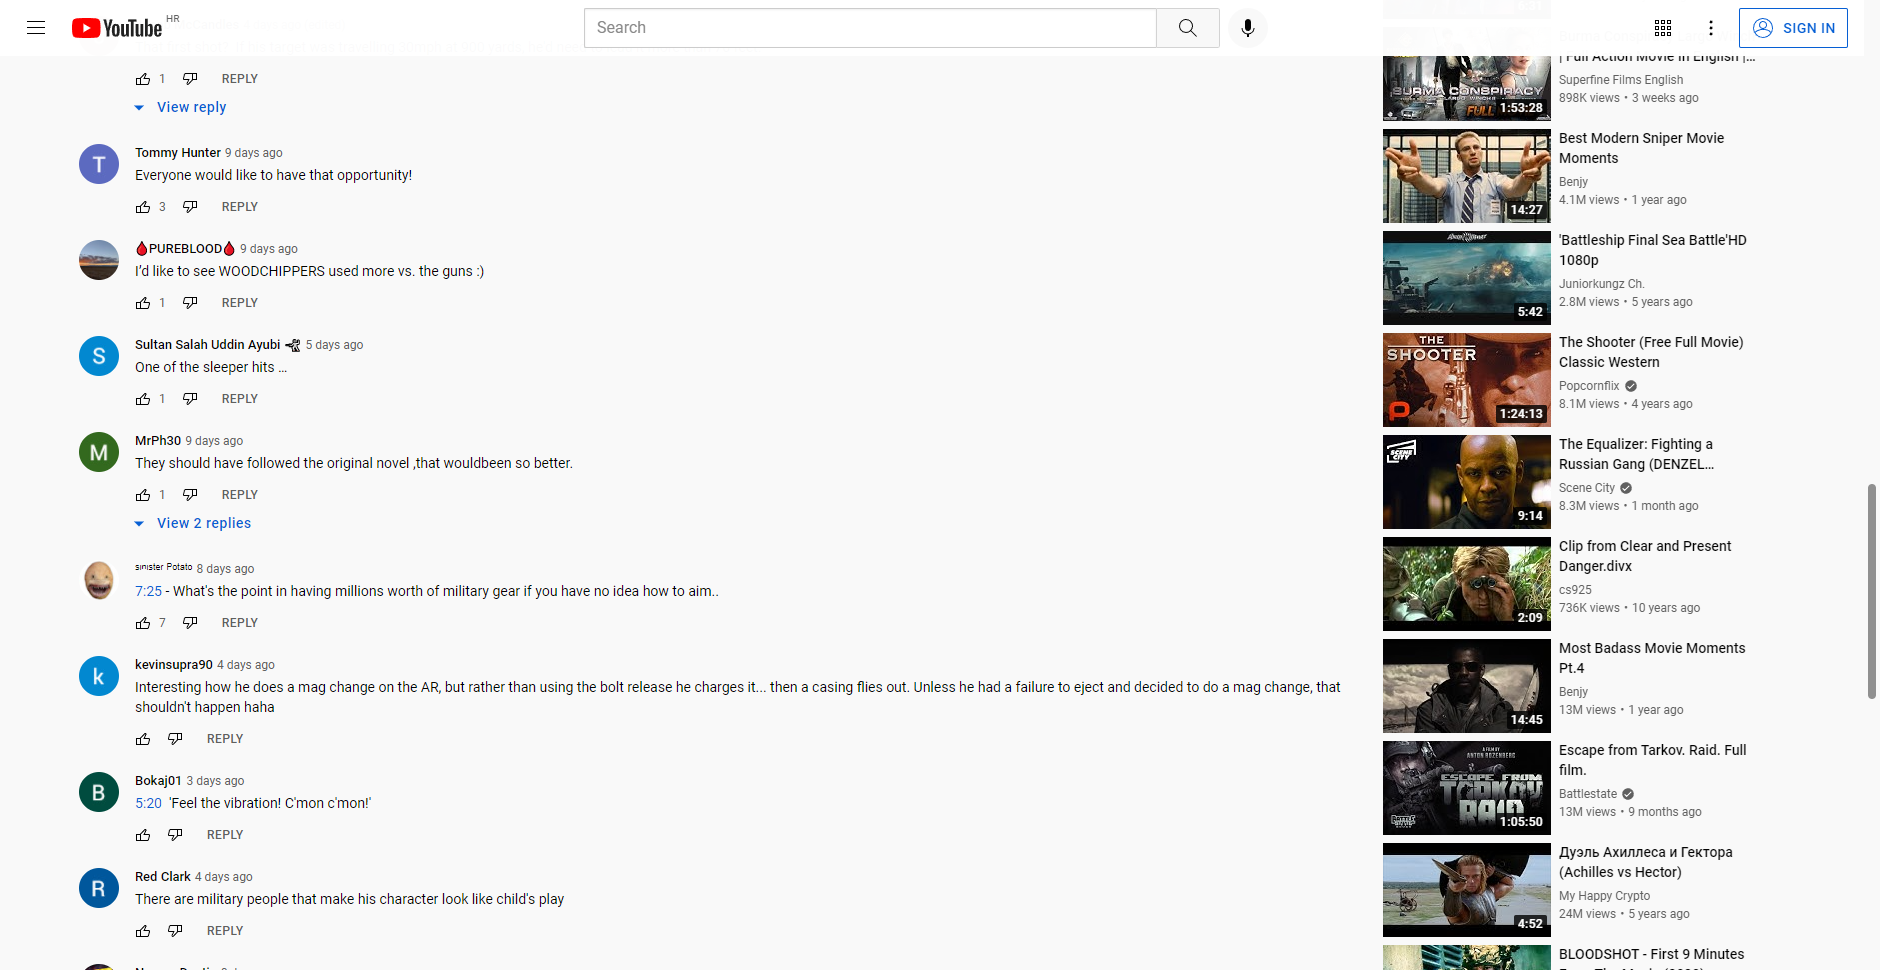 YouTube HR
Search
SIGN IN
1 REPLY
View reply
Tommy Hunter 9 days ago
Everyone would like to have that opportunity!
3 REPLY
🩸PUREBLOOD🩸 9 days ago
I'd like to see WOODCHIPPERS used more vs. the guns :)
1 REPLY
Sultan Salah Uddin Ayubi 5 days ago
One of the sleeper hits ...
1 REPLY
MrPh30 9 days ago
They should have followed the original novel ,that wouldbeen so better.
1 REPLY
View 2 replies
sinister Potato 8 days ago
7:25 - What's the point in having millions worth of military gear if you have no idea how to aim..
7 REPLY
kevinsupra90 4 days ago
Interesting how he does a mag change on the AR, but rather than using the bolt release he charges it... then a casing flies out. Unless he had a failure to eject and decided to do a mag change, that
shouldn't happen haha
REPLY
Bokaj01 3 days ago
5:20 'Feel the vibration! C'mon c'mon!'
REPLY
Red Clark 4 days ago
There are military people that make his character look like child's play
REPLY
| Full Action Movie in English |...
Superfine Films English
898K views • 3 weeks ago
BURMA CONSPIRACY
FULL
1:53:28
Best Modern Sniper Movie
Moments
Benjy
4.1M views • 1 year ago
14:27
'Battleship Final Sea Battle'HD
1080p
Juniorkungz Ch.
2.8M views • 5 years ago
5:42
THE
SHOOTER
P
1:24:13
The Shooter (Free Full Movie)
Classic Western
Popcornflix
8.1M views • 4 years ago
SCENE
CITY
9:14
The Equalizer: Fighting a
Russian Gang (DENZEL...
Scene City
8.3M views • 1 month ago
2:09
Clip from Clear and Present
Danger.divx
cs925
736K views • 10 years ago
14:45
Most Badass Movie Moments
Pt.4
Benjy
13M views • 1 year ago
A FILM BY
ANTON ROZENBERG
ESCAPE FROM
TARKOV
RAID
1:05:50
Escape from Tarkov. Raid. Full
film.
Battlestate
13M views • 9 months ago
4:52
Дуэль Ахиллеса и Гектора
(Achilles vs Hector)
My Happy Crypto
24M views • 5 years ago
BLOODSHOT - First 9 Minutes